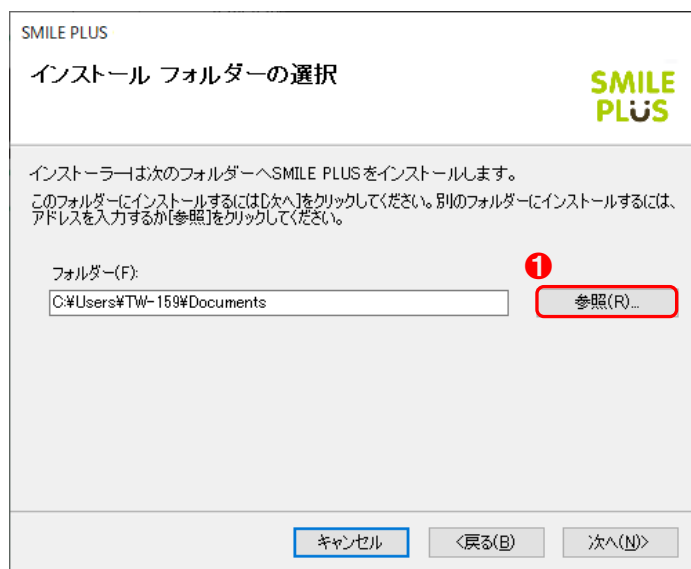 SMILE PLUS
インストール フォルダーの選択
SMILE
PLUS
インストーラーは次のフォルダーへSMILE PLUSをインストールします。
このフォルダーにインストールするには[次へ]をクリックしてください。別のフォルダーにインストールするには、
アドレスを入力するか[参照]をクリックしてください。
❶
フォルダー(F):
C:¥Users¥TW-159¥Documents
参照(R)...
キャンセル
<戻る(B)
次へ(N)>